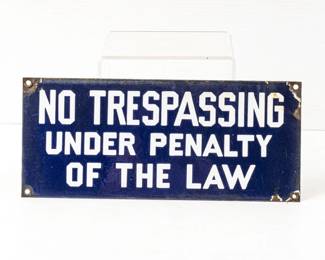 NO TRESPASSING
UNDER PENALTY
OF THE LAW